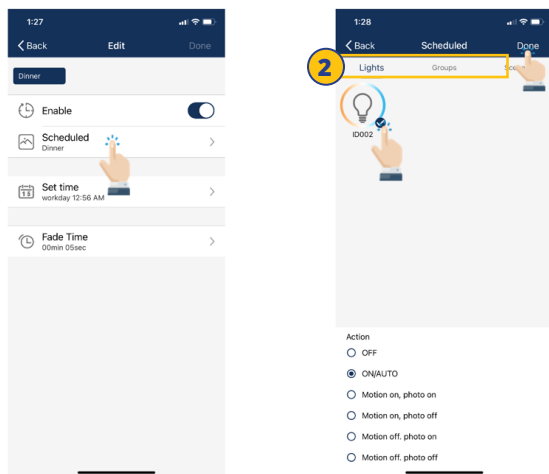 1:27
Back
Edit
Done
Dinner
Enable
Scheduled
Dinner
Set time
workday 12:56 AM
Fade Time
00min 05sec
1:28
Back
Scheduled
Done
2
Lights
Groups
ID002
Action
OFF
ON/AUTO
Motion on, photo on
Motion on, photo off
Motion off. photo on
Motion off. photo off